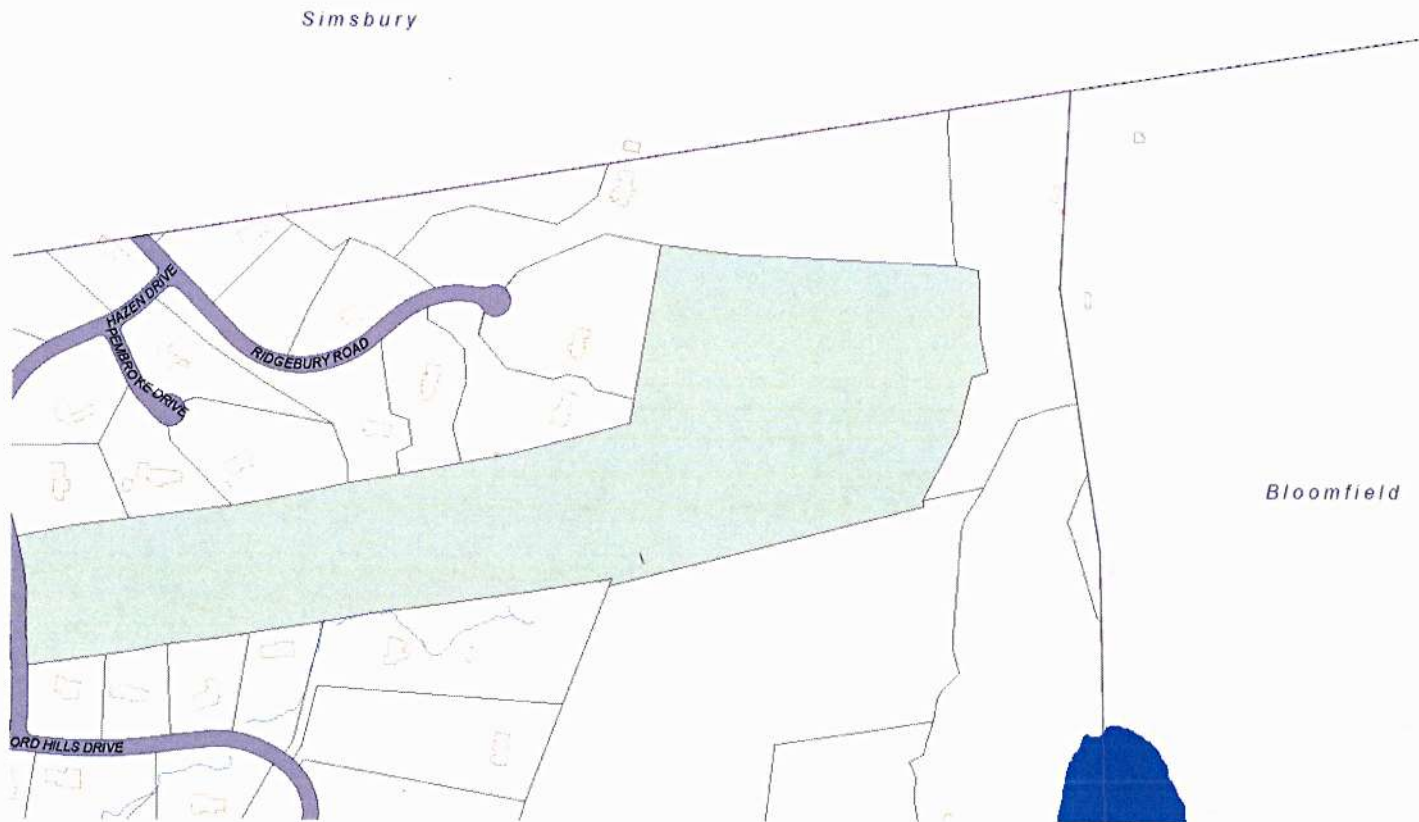 Simsbury
HAZEN DRIVE
PEMBROKE DRIVE
RIDGEBURY ROAD
Bloomfield
ORD HILLS DRIVE